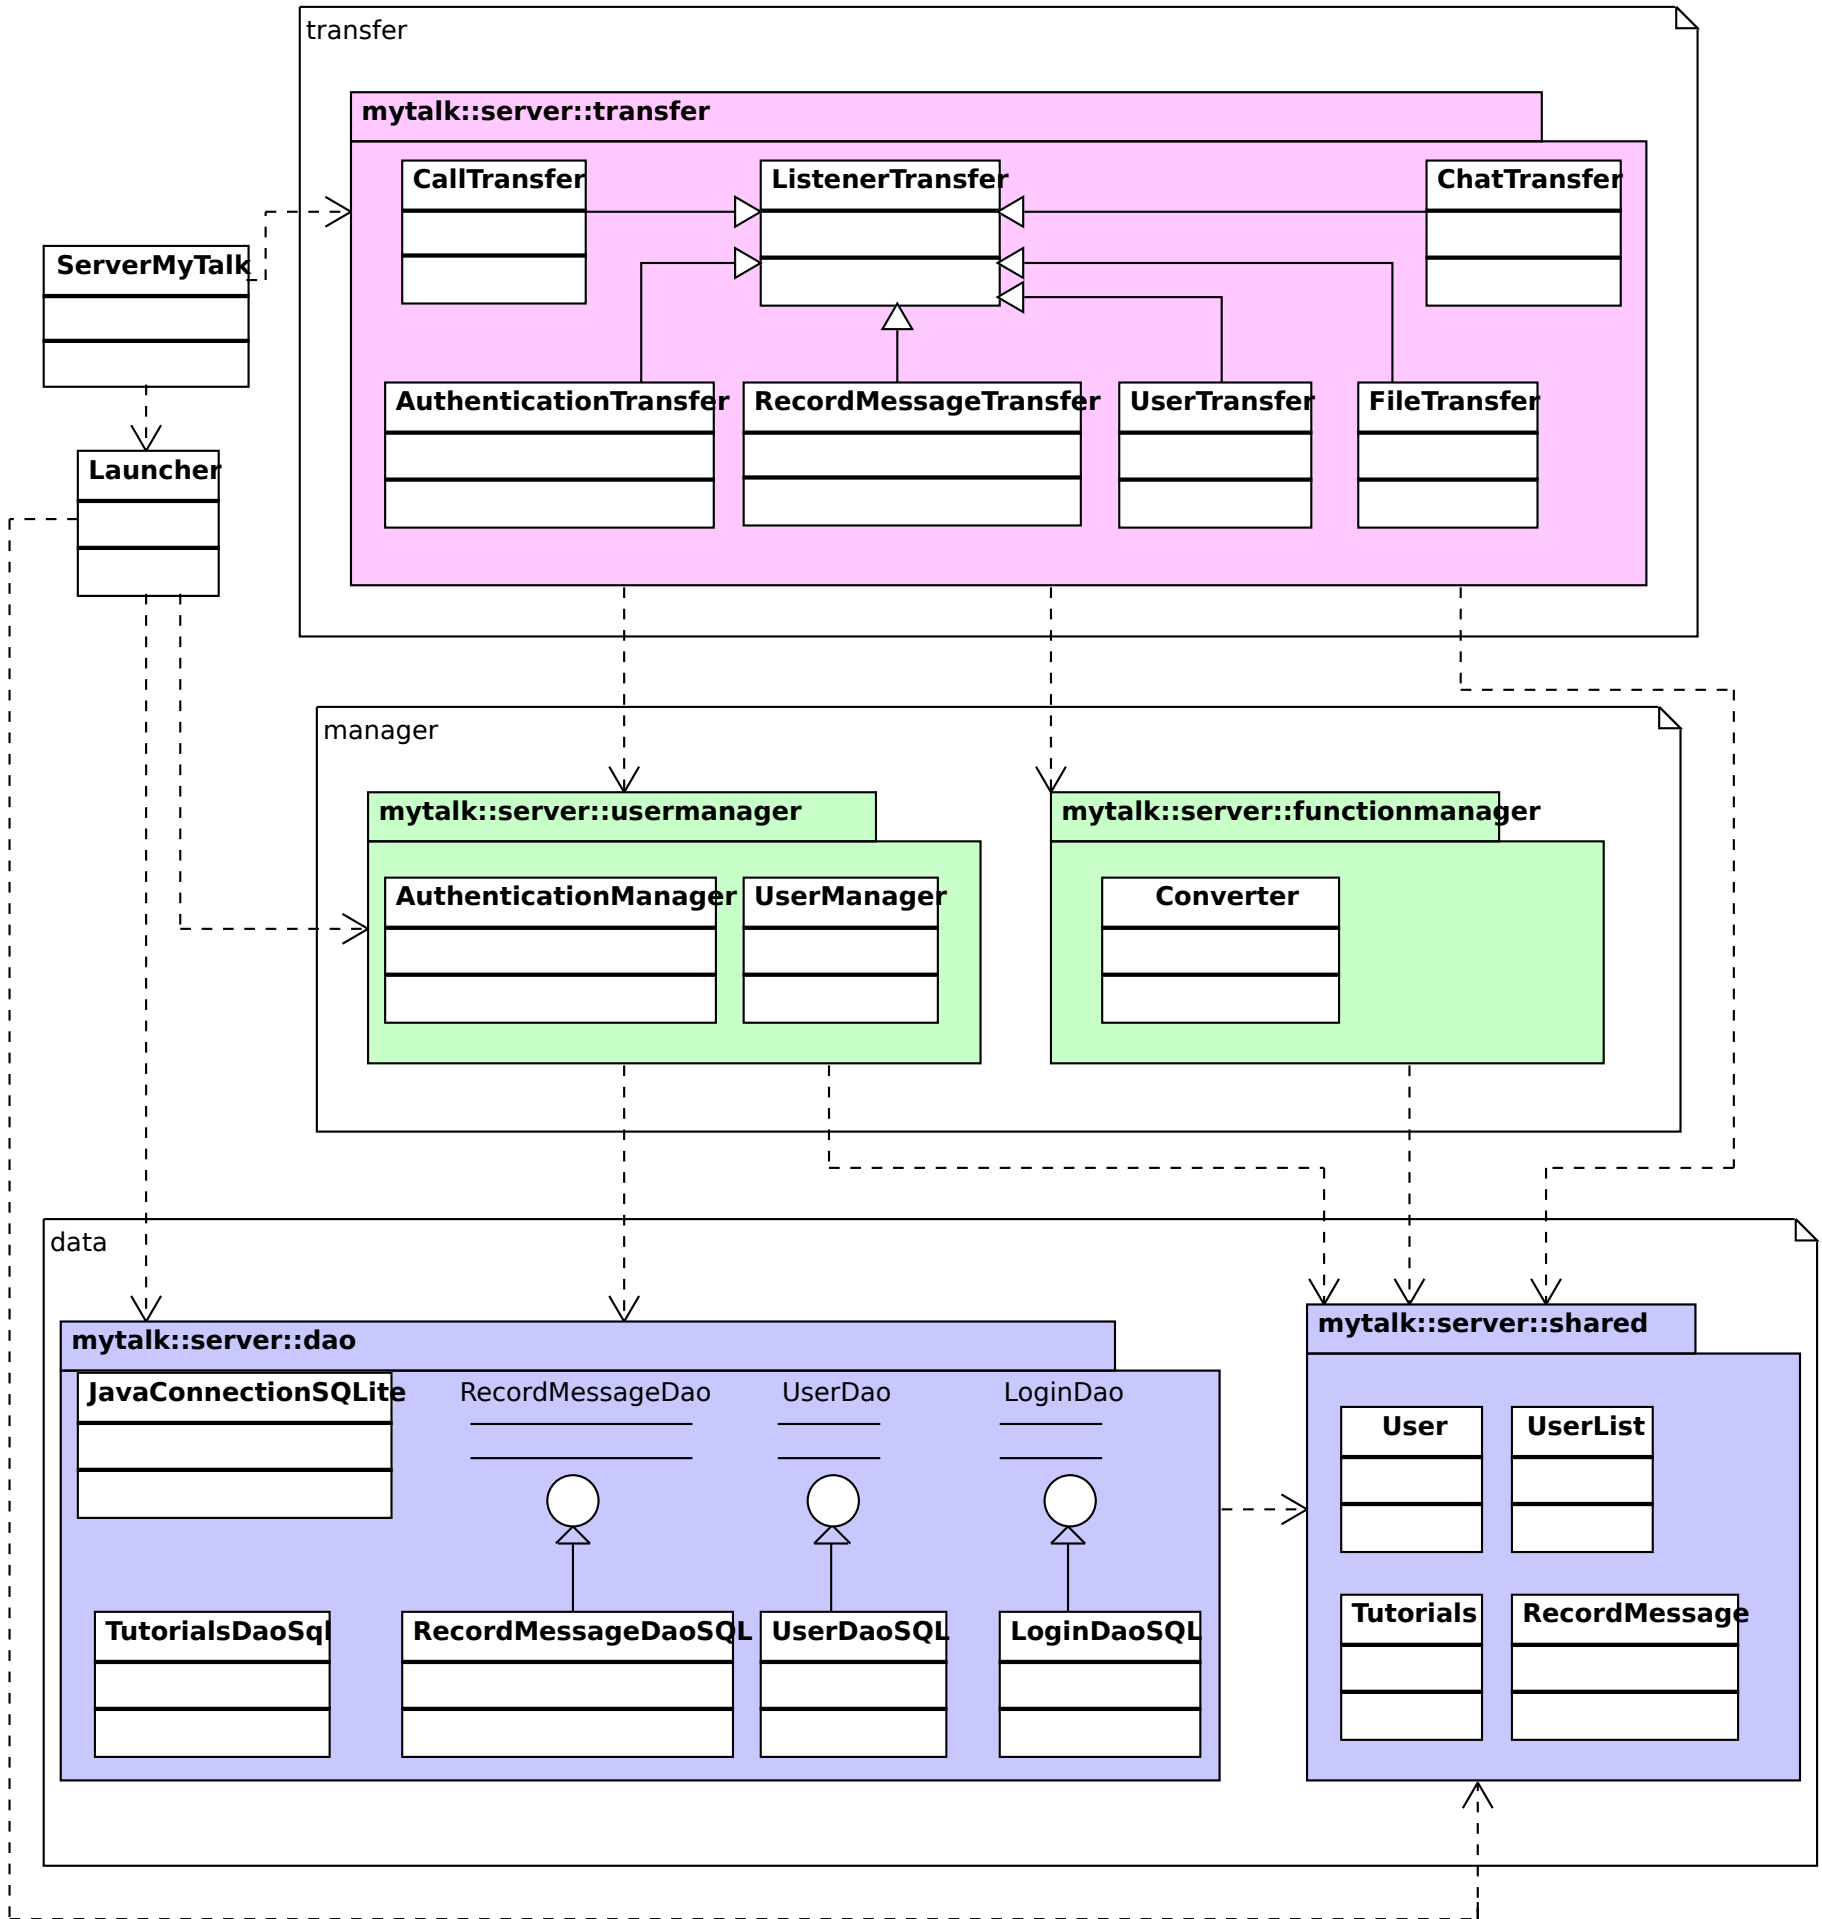 transfer
mytalk::server::transfer
CallTransfer
ListenerTransfer
ChatTransfer
ServerMyTalk
AuthenticationTransfer
RecordMessageTransfer
UserTransfer
FileTransfer
Launcher
manager
mytalk::server::usermanager
mytalk::server::functionmanager
AuthenticationManager
UserManager
Converter
data
mytalk::server::dao
mytalk::server::shared
JavaConnectionSQLite
RecordMessageDao
UserDao
LoginDao
User
UserList
TutorialsDaoSql
RecordMessageDaoSQL
UserDaoSQL
LoginDaoSQL
Tutorials
RecordMessage